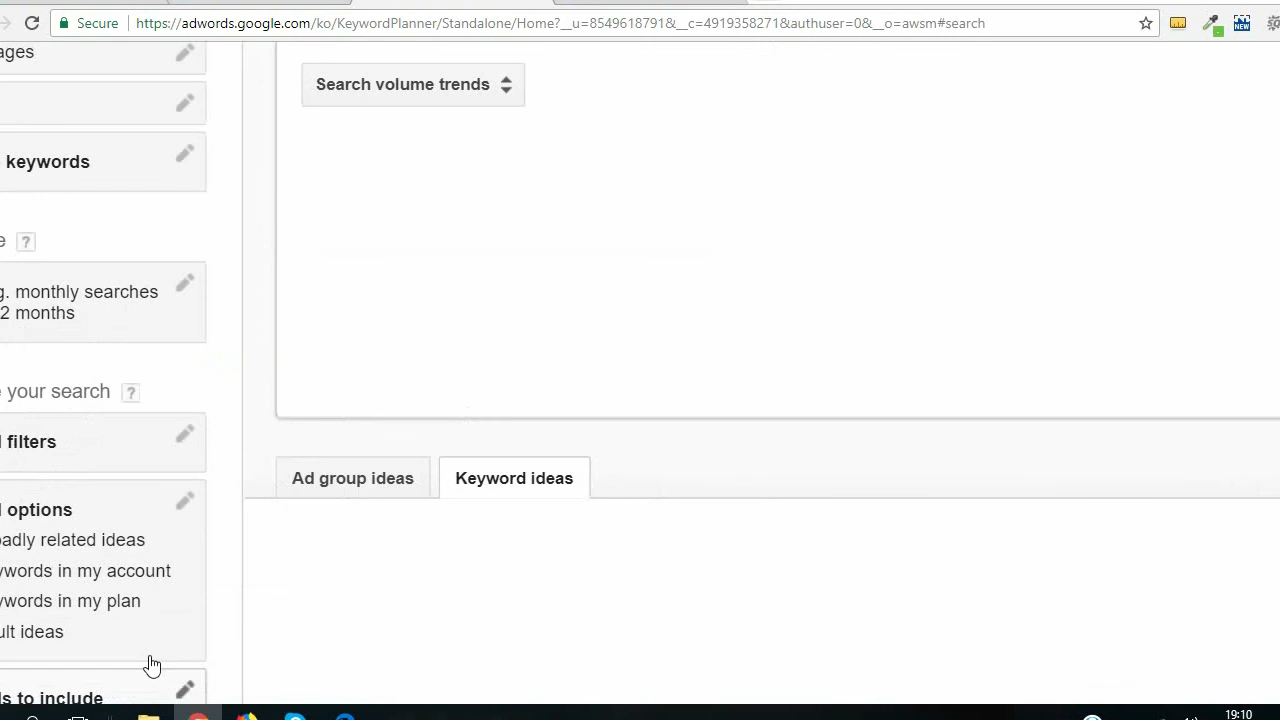 Secure
https://adwords.google.com/ko/KeywordPlanner/Standalone/Home?__u=8549618791&__c=4919358271&authuser=0&__o=awsm#search
NEW
ages
keywords
e ?
g. monthly searches
2 months
e your search ?
l filters
l options
oadly related ideas
ywords in my account
ywords in my plan
ult ideas
ls to include
Search volume trends
Ad group ideas
Keyword ideas
19:10